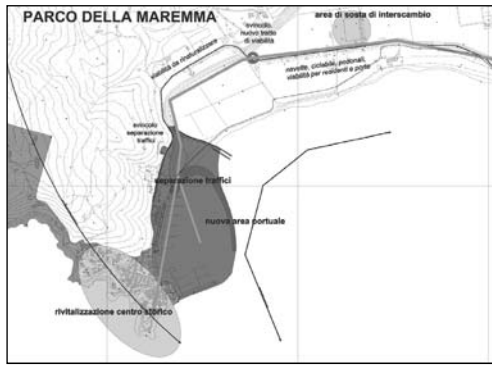 PARCO DELLA MAREMMA
area di sosta di interscambio
svincolo,
nuovo tratto
di viabilità
viabilità da rinaturalizzare
navette, ciclabile, pedonali,
viabilità per residenti e porto
svincolo
separazione
traffici
separazione traffici
nuova area portuale
rivitalizzazione centro storico